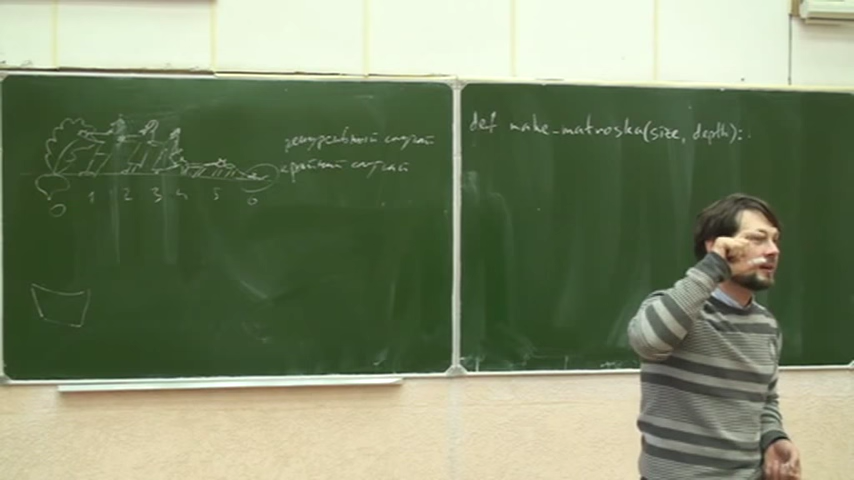 рекурсивный случай
крайний случай
0 1 2 3 4 5 6
def make_matroska(size, depth):